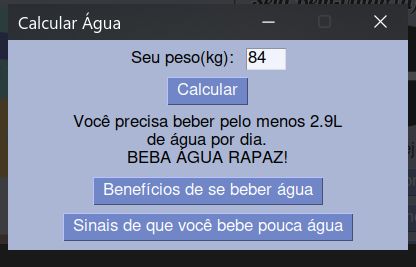 Calcular Água
Seu peso(kg): 84
Calcular
Você precisa beber pelo menos 2.9L
de água por dia.
BEBA ÁGUA RAPAZ!
Benefícios de se beber água
Sinais de que você bebe pouca água